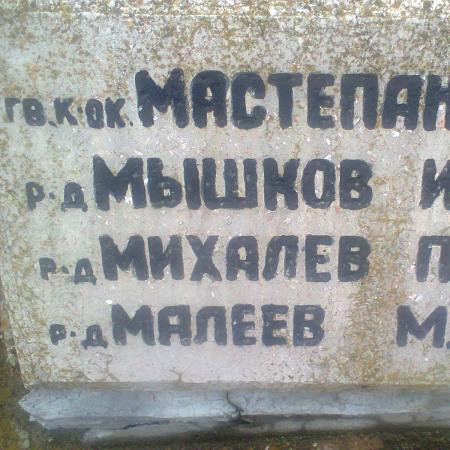 ГВ.К-ОК. МАСТЕПАН
Р-Д МЫШКОВ И
Р-Д МИХАЛЕВ П
Р-Д МАЛЕЕВ М.